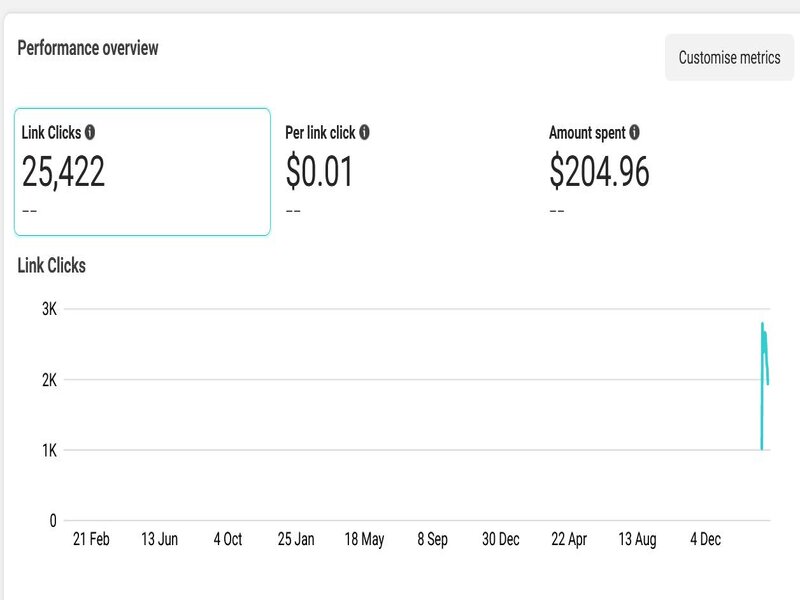 Performance overview
Customise metrics
Link Clicks
Per link click
Amount spent
25,422
$0.01
$204.96
--
--
--
Link Clicks
3K
2K
1K
0
21 Feb 13 Jun 4 Oct 25 Jan 18 May 8 Sep 30 Dec 22 Apr 13 Aug 4 Dec